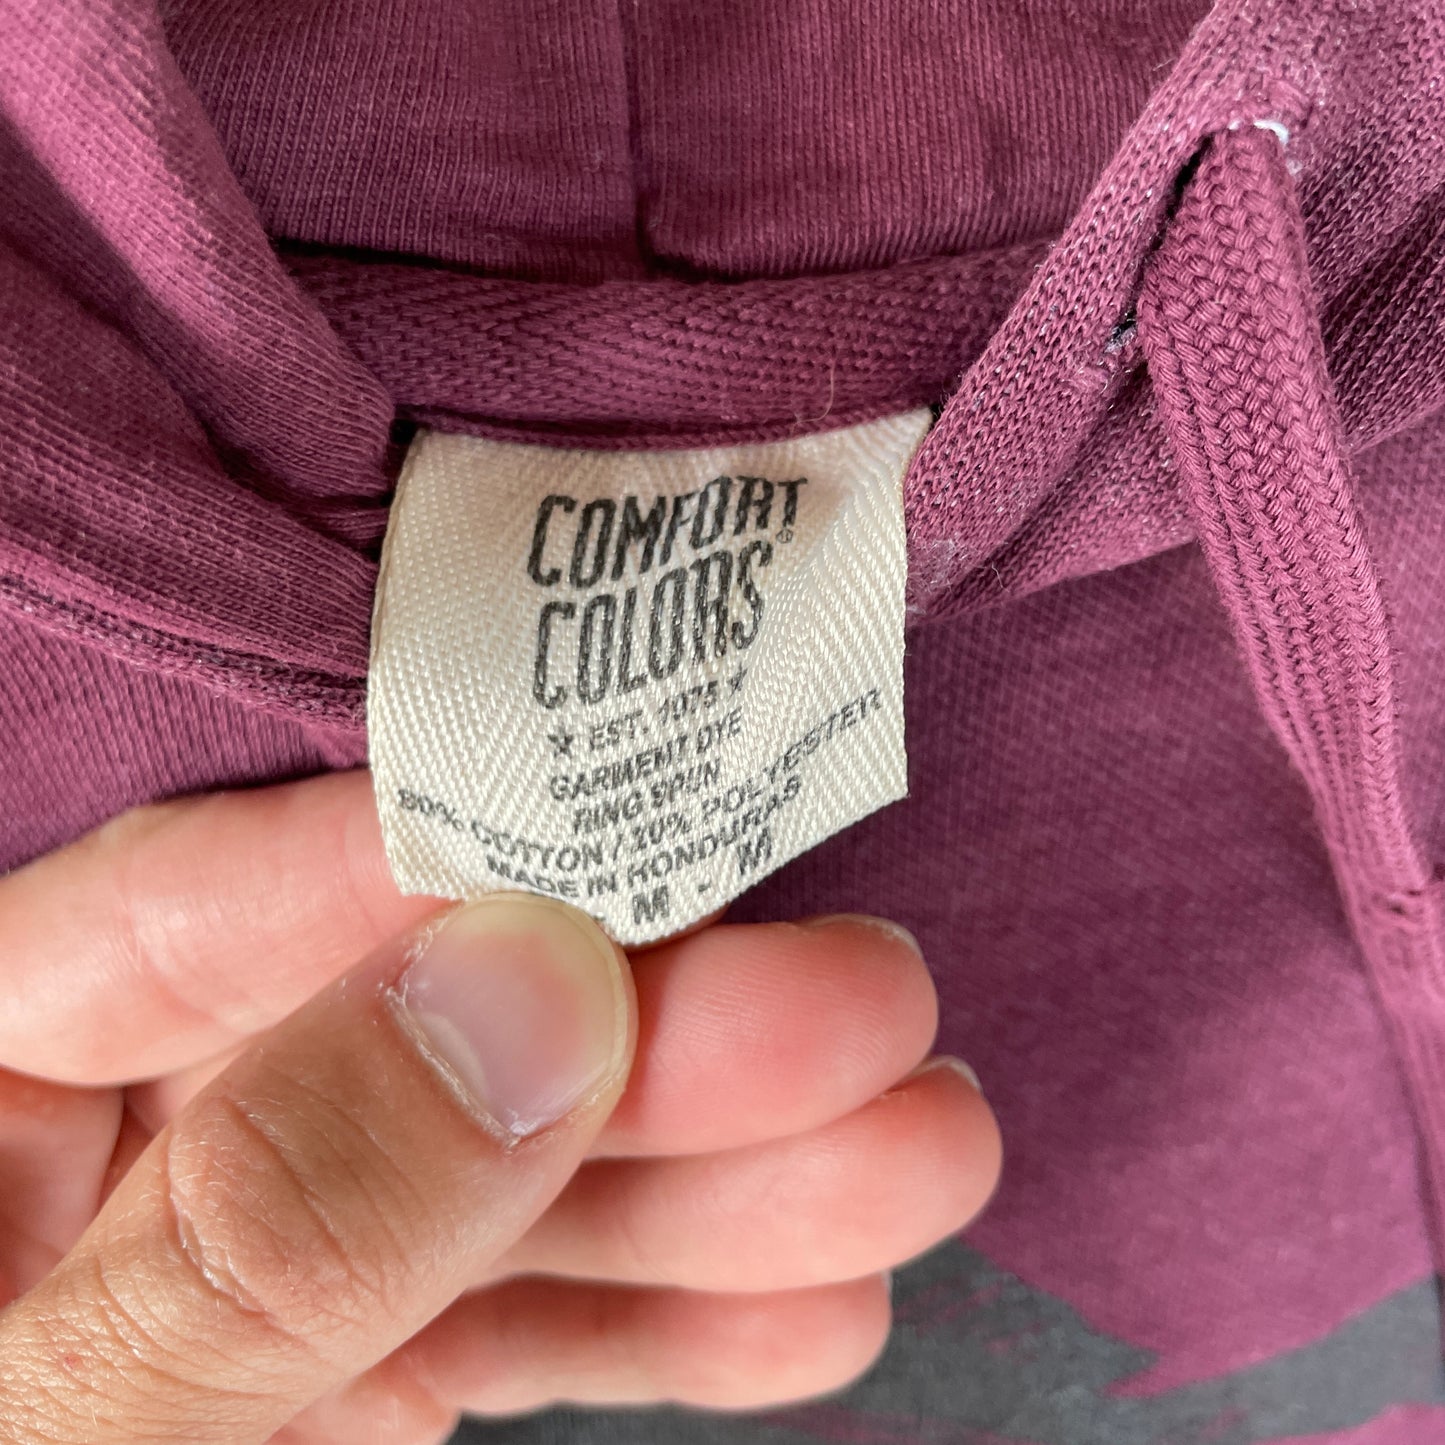 COMFORT
COLORS®
★ EST. 1975 ★
GARMENT DYE
RING SPUN
80% COTTON / 20% POLYESTER
MADE IN HONDURAS
M - M